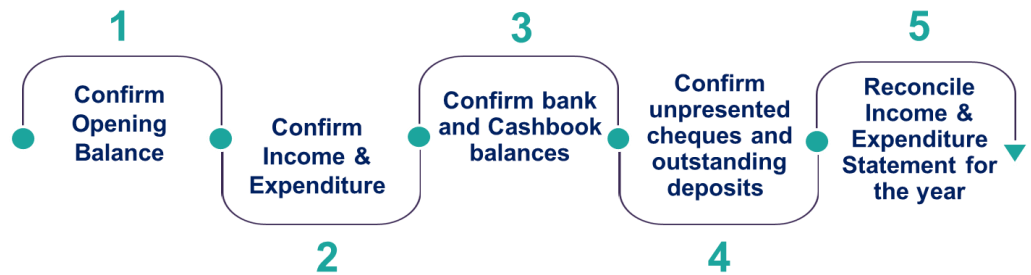 1
Confirm
Opening
Balance
2
Confirm
Income &
Expenditure
3
Confirm bank
and Cashbook
balances
4
Confirm
unpresented
cheques and
outstanding
deposits
5
Reconcile
Income &
Expenditure
Statement for
the year